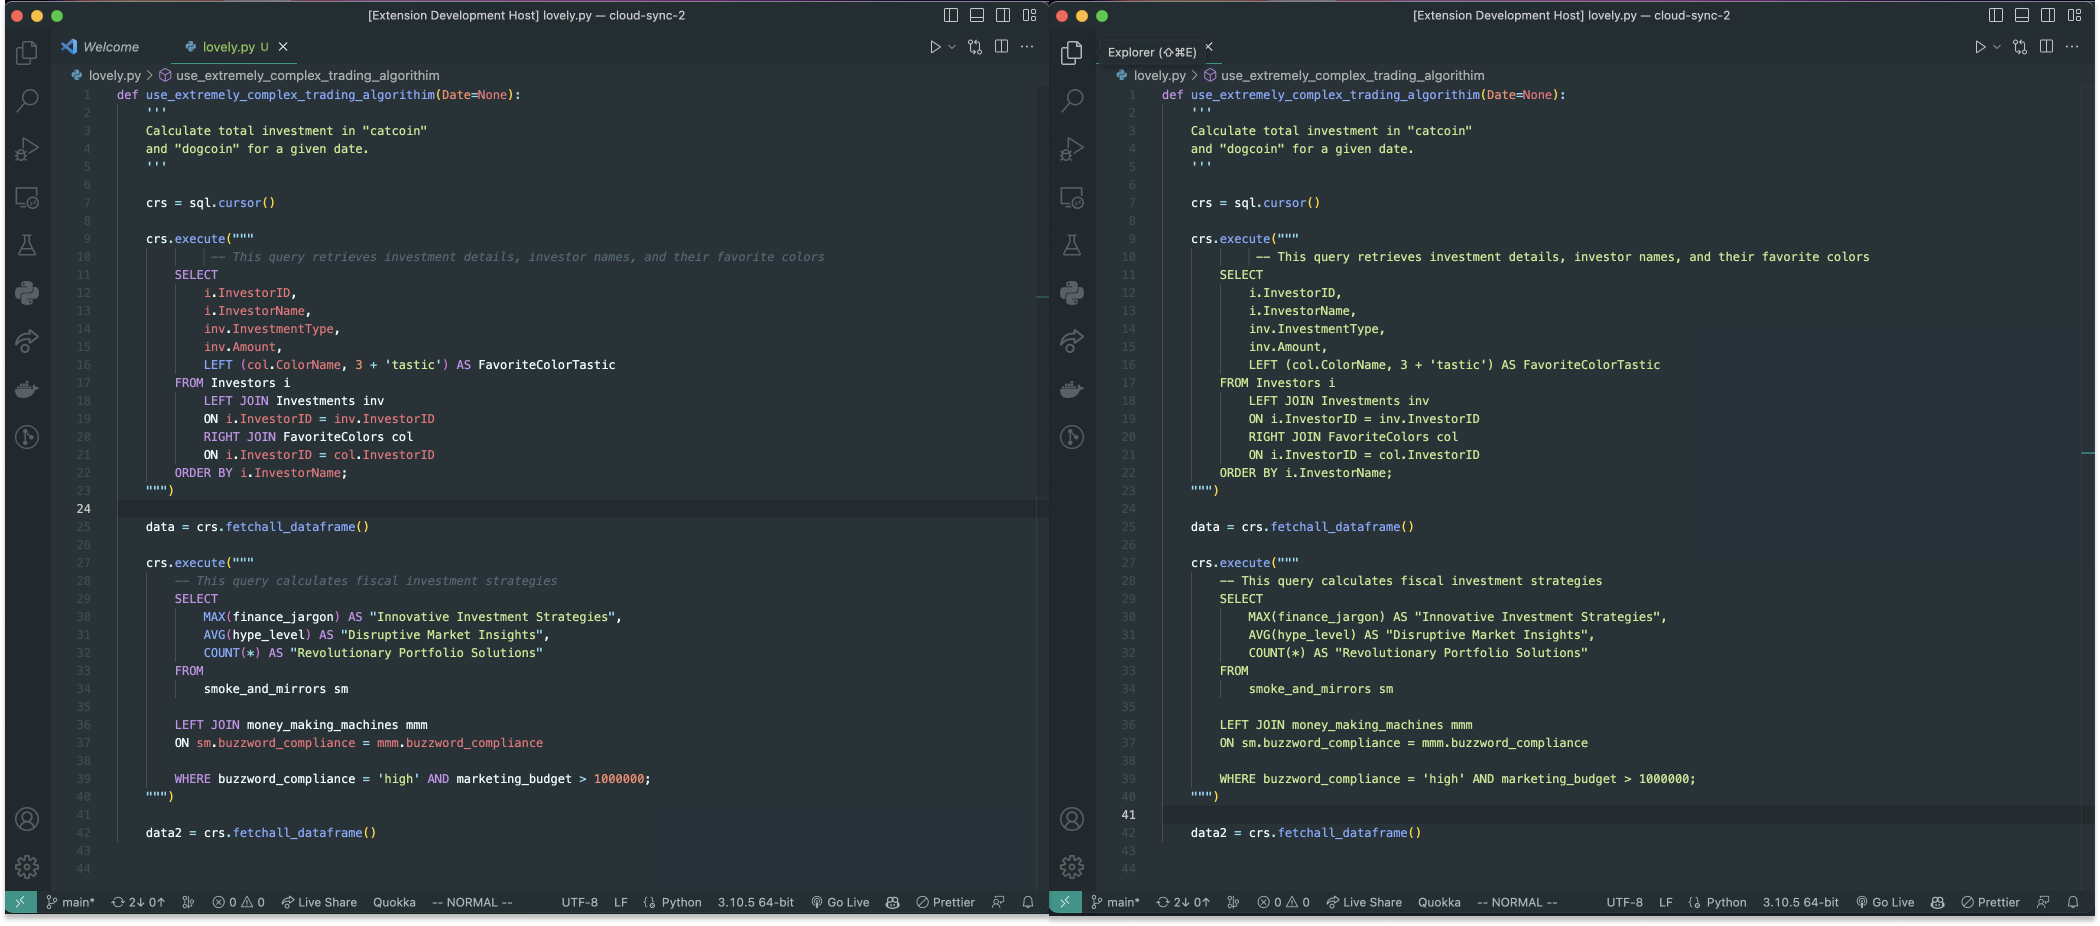 [Extension Development Host] lovely.py — cloud-sync-2
Welcome
lovely.py U
lovely.py > use_extremely_complex_trading_algorithim
1 def use_extremely_complex_trading_algorithim(Date=None):
2 '''
3 Calculate total investment in "catcoin"
4 and "dogcoin" for a given date.
5 '''
6
7 crs = sql.cursor()
8
9 crs.execute("""
10 -- This query retrieves investment details, investor names, and their favorite colors
11 SELECT
12 i.InvestorID,
13 i.InvestorName,
14 inv.InvestmentType,
15 inv.Amount,
16 LEFT (col.ColorName, 3 + 'tastic') AS FavoriteColorTastic
17 FROM Investors i
18 LEFT JOIN Investments inv
19 ON i.InvestorID = inv.InvestorID
20 RIGHT JOIN FavoriteColors col
21 ON i.InvestorID = col.InvestorID
22 ORDER BY i.InvestorName;
23 """)
24
25 data = crs.fetchall_dataframe()
26
27 crs.execute("""
28 -- This query calculates fiscal investment strategies
29 SELECT
30 MAX(finance_jargon) AS "Innovative Investment Strategies",
31 AVG(hype_level) AS "Disruptive Market Insights",
32 COUNT(*) AS "Revolutionary Portfolio Solutions"
33 FROM
34 smoke_and_mirrors sm
35
36 LEFT JOIN money_making_machines mmm
37 ON sm.buzzword_compliance = mmm.buzzword_compliance
38
39 WHERE buzzword_compliance = 'high' AND marketing_budget > 1000000;
40 """)
41
42 data2 = crs.fetchall_dataframe()
43
44
main* 2↓ 0↑ 0 0 Live Share Quokka -- NORMAL -- UTF-8 LF Python 3.10.5 64-bit Go Live Prettier
[Extension Development Host] lovely.py — cloud-sync-2
Explorer (⇧⌘E)
lovely.py > use_extremely_complex_trading_algorithim
1 def use_extremely_complex_trading_algorithim(Date=None):
2 '''
3 Calculate total investment in "catcoin"
4 and "dogcoin" for a given date.
5 '''
6
7 crs = sql.cursor()
8
9 crs.execute("""
10 -- This query retrieves investment details, investor names, and their favorite colors
11 SELECT
12 i.InvestorID,
13 i.InvestorName,
14 inv.InvestmentType,
15 inv.Amount,
16 LEFT (col.ColorName, 3 + 'tastic') AS FavoriteColorTastic
17 FROM Investors i
18 LEFT JOIN Investments inv
19 ON i.InvestorID = inv.InvestorID
20 RIGHT JOIN FavoriteColors col
21 ON i.InvestorID = col.InvestorID
22 ORDER BY i.InvestorName;
23 """)
24
25 data = crs.fetchall_dataframe()
26
27 crs.execute("""
28 -- This query calculates fiscal investment strategies
29 SELECT
30 MAX(finance_jargon) AS "Innovative Investment Strategies",
31 AVG(hype_level) AS "Disruptive Market Insights",
32 COUNT(*) AS "Revolutionary Portfolio Solutions"
33 FROM
34 smoke_and_mirrors sm
35
36 LEFT JOIN money_making_machines mmm
37 ON sm.buzzword_compliance = mmm.buzzword_compliance
38
39 WHERE buzzword_compliance = 'high' AND marketing_budget > 1000000;
40 """)
41
42 data2 = crs.fetchall_dataframe()
43
44
main* 2↓ 0↑ 0 0 Live Share Quokka -- NORMAL -- UTF-8 LF Python 3.10.5 64-bit Go Live Prettier